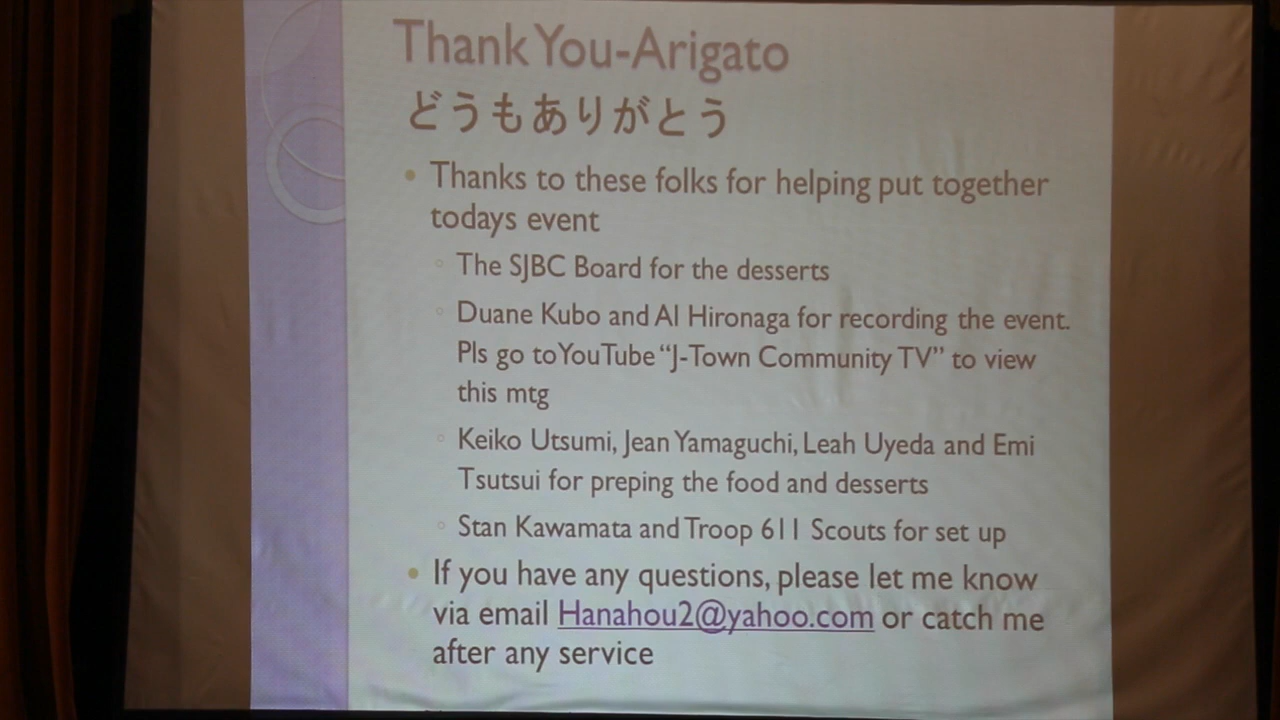 Thank You-Arigato
どうもありがとう
• Thanks to these folks for helping put together
todays event
◦ The SJBC Board for the desserts
◦ Duane Kubo and Al Hironaga for recording the event.
Pls go to YouTube "J-Town Community TV" to view
this mtg
◦ Keiko Utsumi, Jean Yamaguchi, Leah Uyeda and Emi
Tsutsui for preping the food and desserts
◦ Stan Kawamata and Troop 611 Scouts for set up
• If you have any questions, please let me know
via email Hanahou2@yahoo.com or catch me
after any service